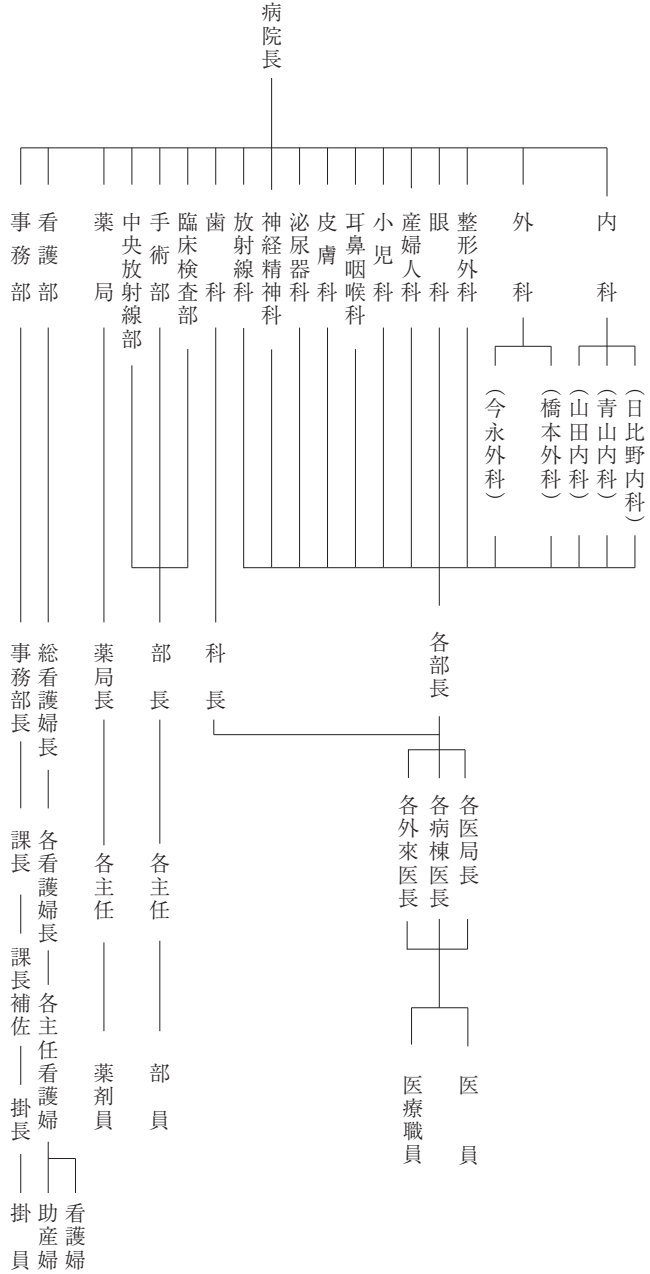 病院長
内科
(日比野内科)
(青山内科)
(山田内科)
外科
(橋本外科)
(今永外科)
整形外科
眼科
産婦人科
小児科
耳鼻咽喉科
皮膚科
泌尿器科
神経精神科
放射線科
歯科
臨床検査部
手術部
中央放射線部
薬局
看護部
事務部
各部長
科長
部長
薬局長
総看護婦長
事務部長
各医局長
各病棟医長
各外來医長
各主任
各主任
各看護婦長
課長
医員
医療職員
部員
薬剤員
各主任看護婦
課長補佐
掛長
看護婦
助産婦
掛員